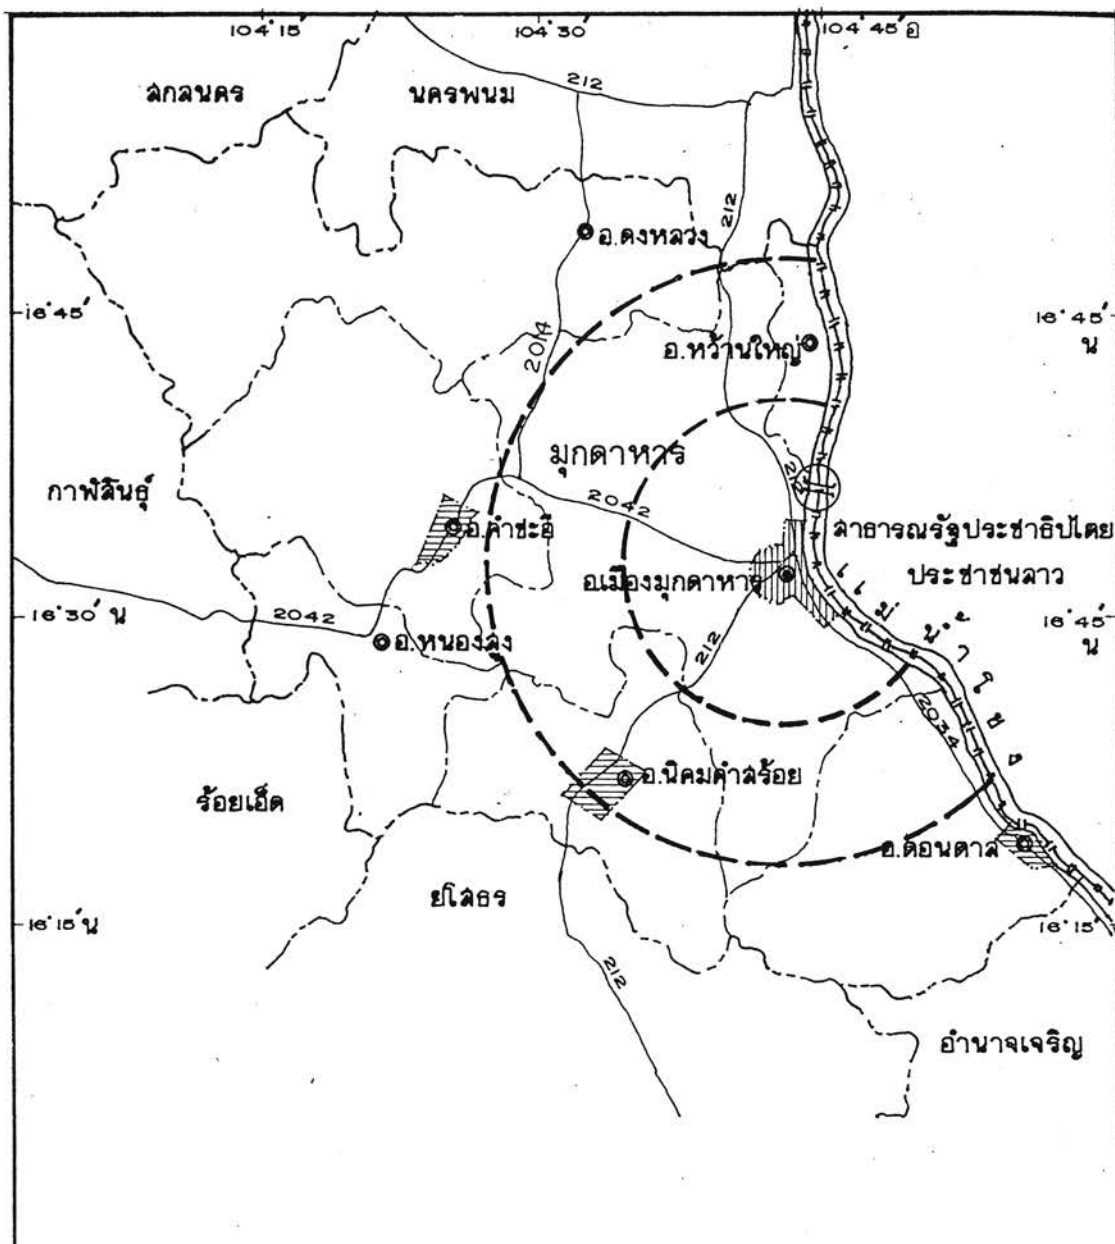 104°15′
104°30′
104°45′อ
สกลนคร
นครพนม
212
212
อ.ดงหลวง
16°45′
16°45′
น
2014
อ.หว้านใหญ่
มุกดาหาร
212
กาฬสินธุ์
2042
อ.คำชะอี
สาธารณรัฐประชาธิปไตย
ประชาชนลาว
อ.เมืองมุกดาหาร
16°30′น
2042
16°45′
น
แม่น้ำโขง
อ.หนองสูง
212
2034
ร้อยเอ็ด
อ.นิคมคำสร้อย
อ.ดอนตาล
ยโสธร
16°15′น
16°15′
212
อำนาจเจริญ